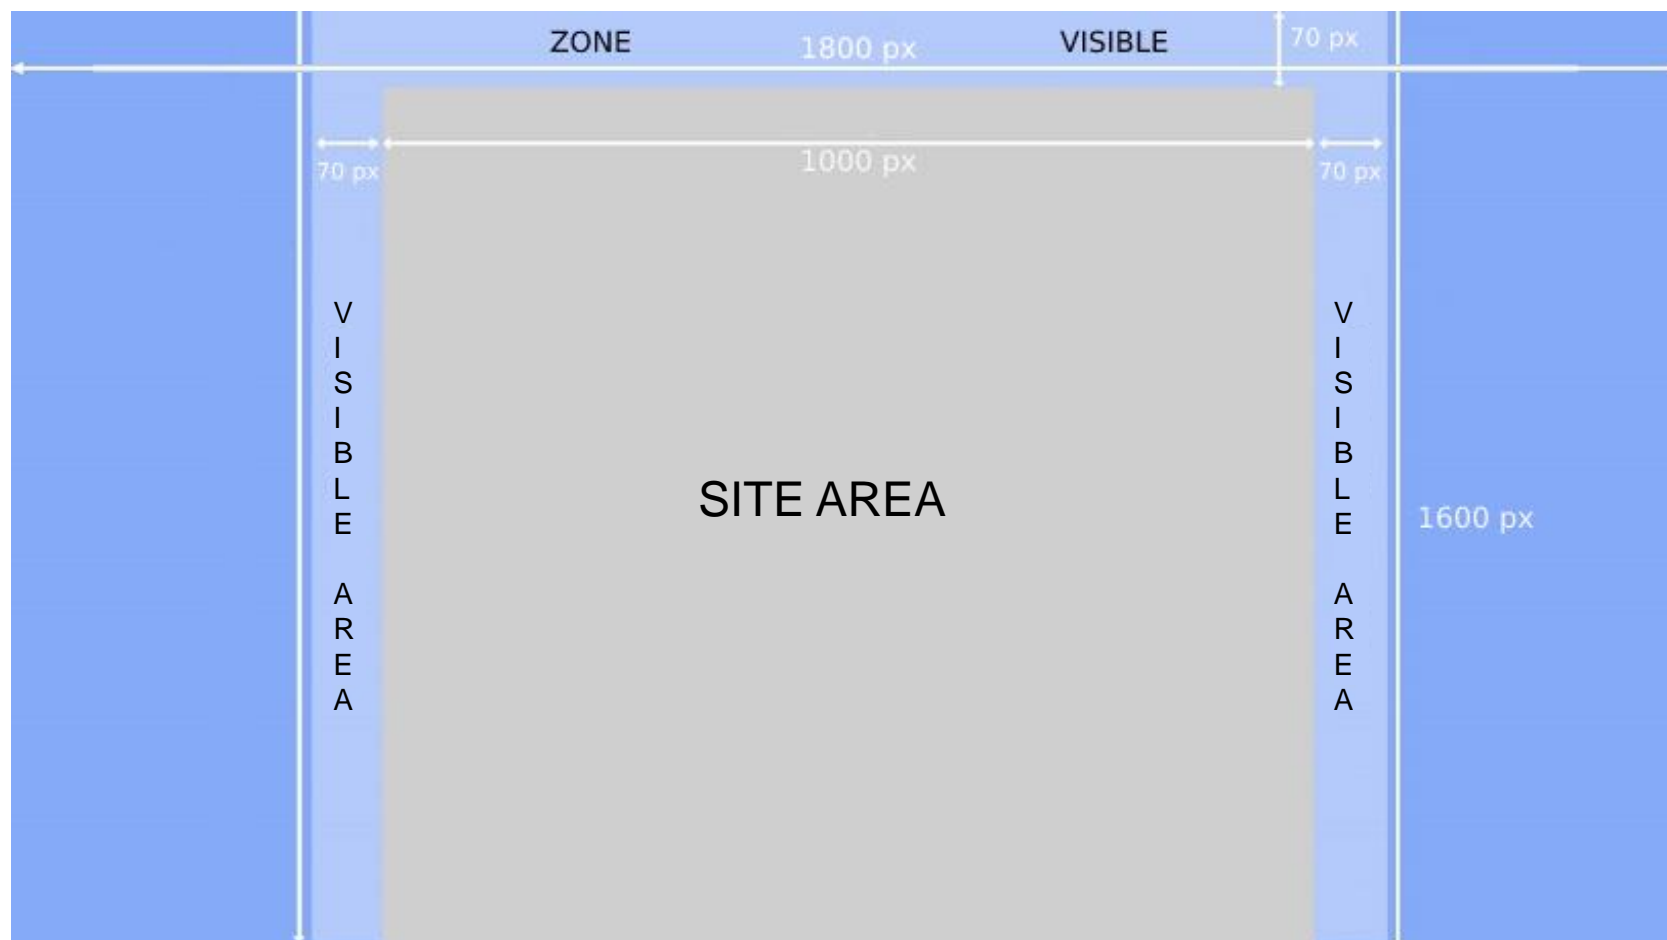 ZONE 1800 px VISIBLE 70 px
70 px 1000 px 70 px
V
I
S
I
B
L
E
A
R
E
A
SITE AREA
V
I
S
I
B
L
E
A
R
E
A
1600 px